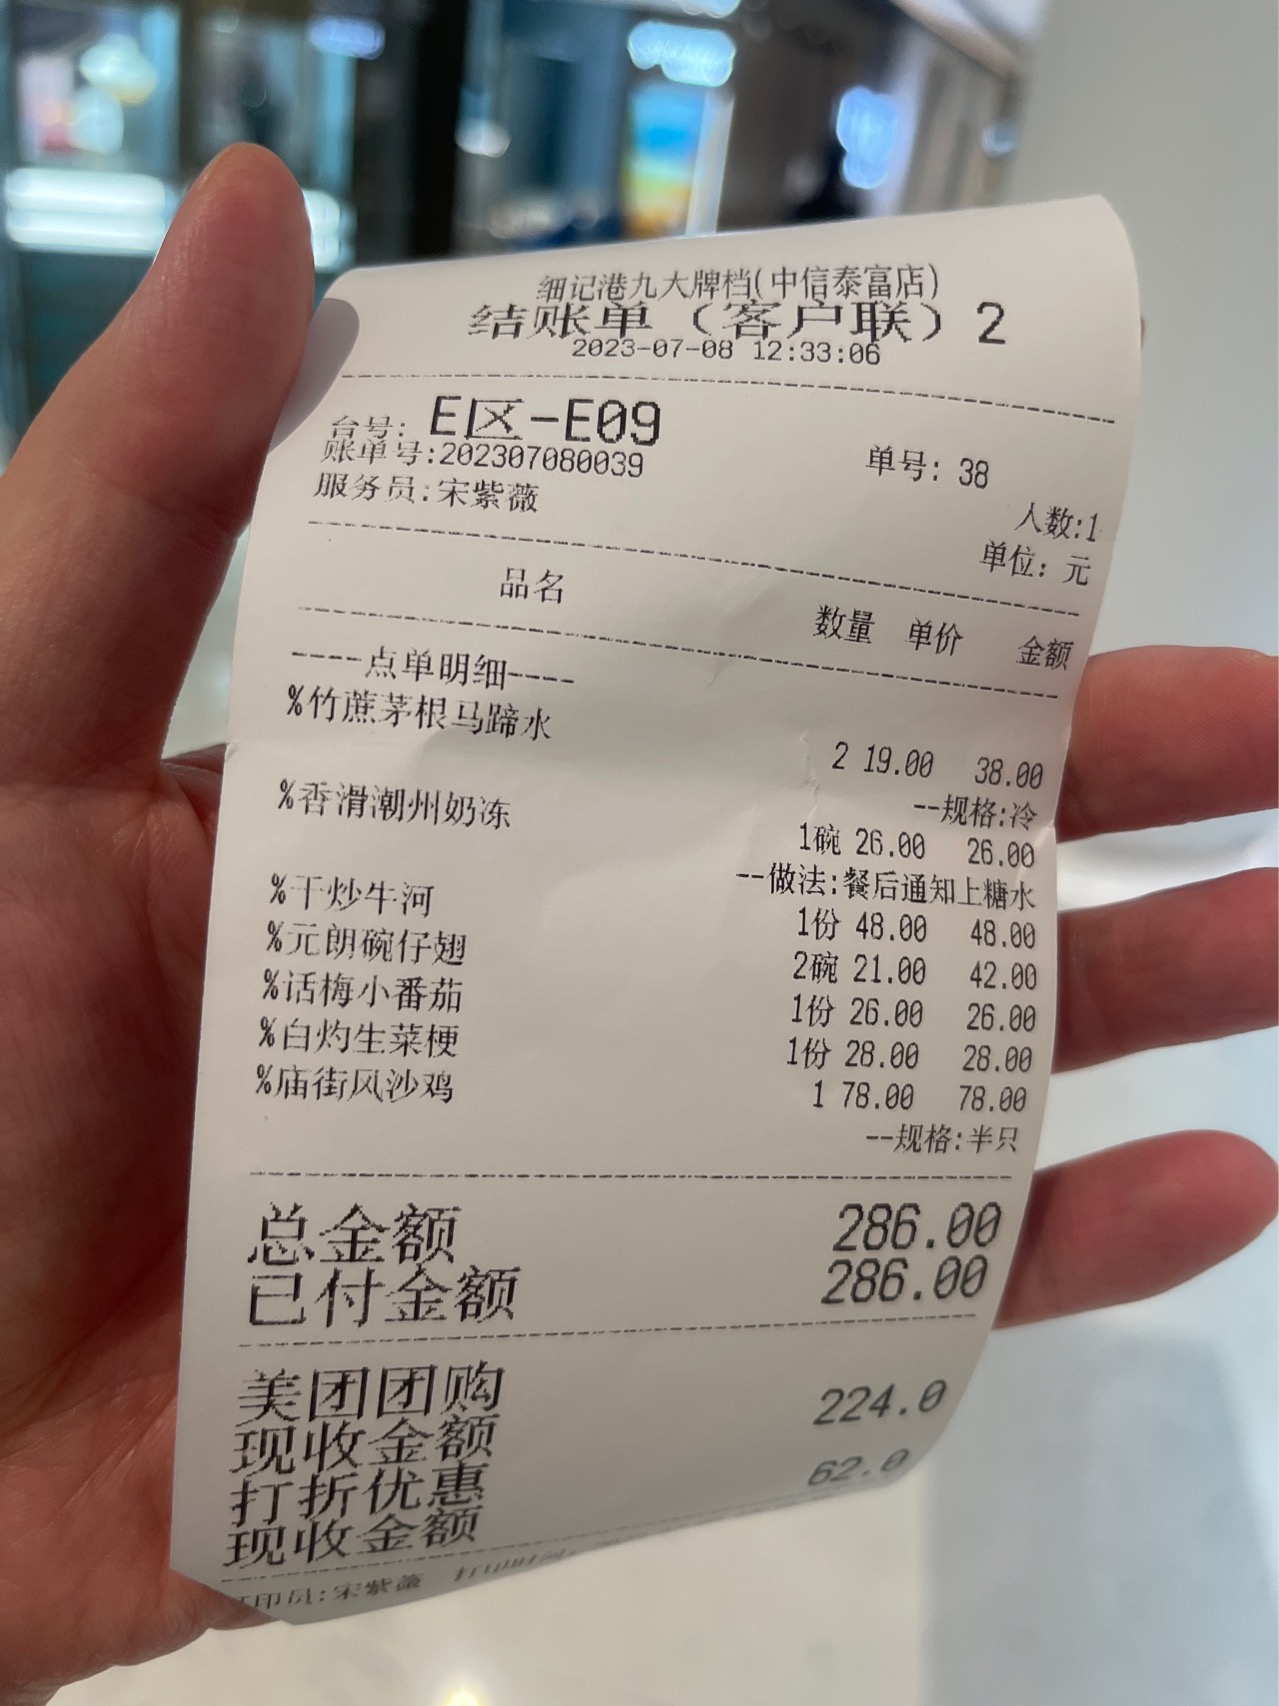 细记港九大牌档(中信泰富店)
结账单（客户联）2
2023-07-08 12:33:06
台号: E区-E09 单号: 38
账单号:202307080039 人数:1
服务员:宋紫薇 单位: 元
品名 数量 单价 金额
----点单明细----
%竹蔗茅根马蹄水 2 19.00 38.00
--规格:冷
%香滑潮州奶冻 1碗 26.00 26.00
--做法:餐后通知上糖水
%干炒牛河 1份 48.00 48.00
%元朗碗仔翅 2碗 21.00 42.00
%话梅小番茄 1份 26.00 26.00
%白灼生菜梗 1份 28.00 28.00
%庙街风沙鸡 1 78.00 78.00
--规格:半只
总金额 286.00
已付金额 286.00
美团团购
现收金额 224.0
打折优惠
现收金额 62.0
印员:宋紫薇